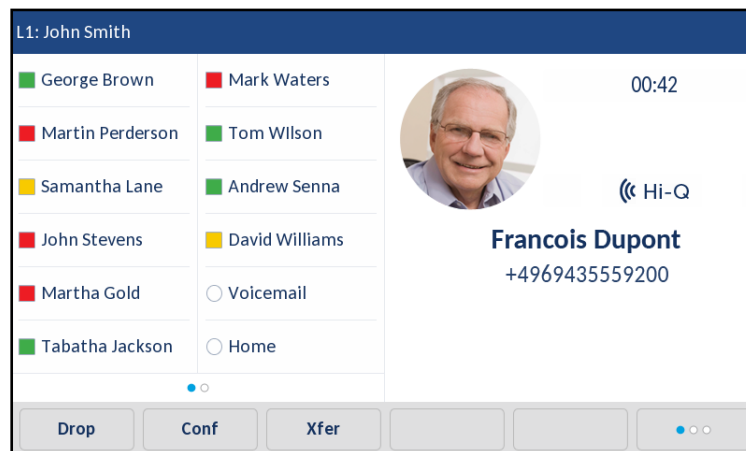 L1: John Smith
George Brown
Martin Perderson
Samantha Lane
John Stevens
Martha Gold
Tabatha Jackson
Mark Waters
Tom WIlson
Andrew Senna
David Williams
Voicemail
Home
00:42
Hi-Q
Francois Dupont
+4969435559200
Drop
Conf
Xfer